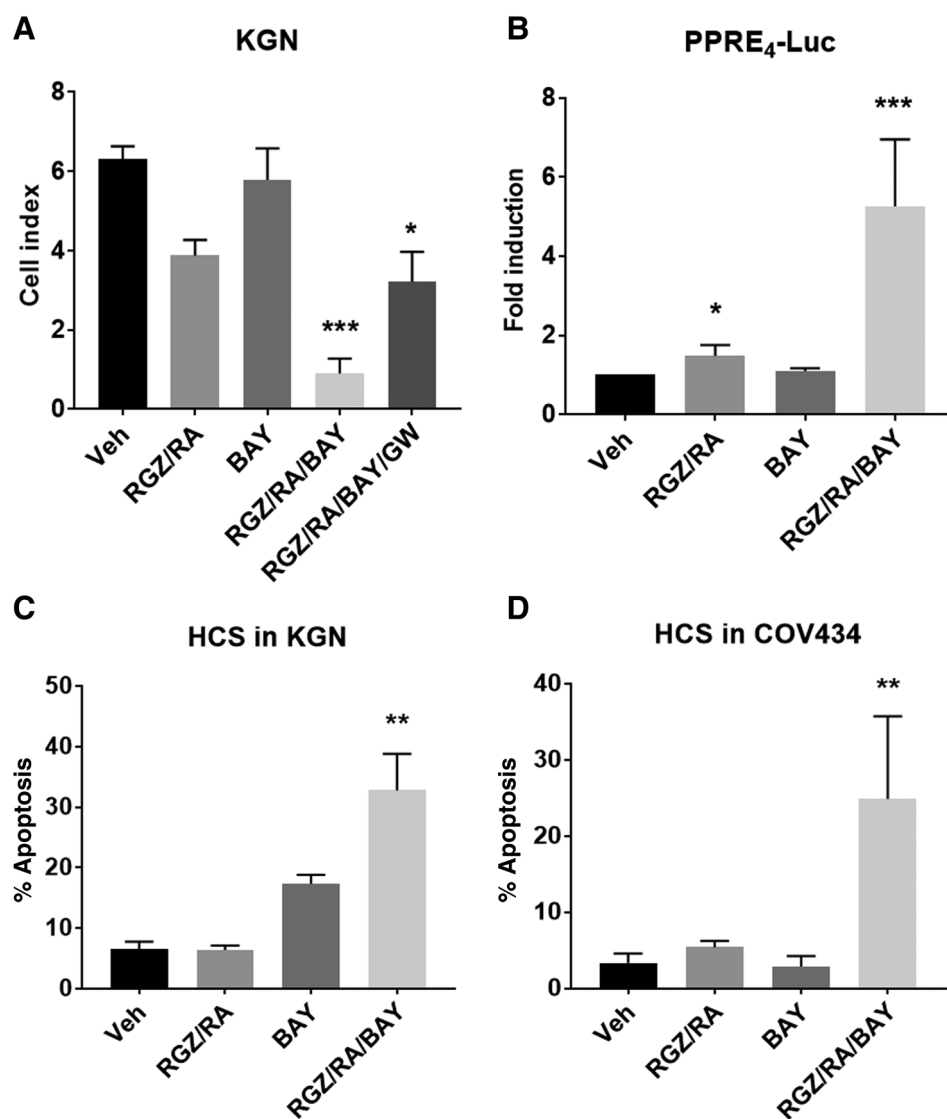 A
KGN
Cell index
8
6
4
2
0
***
*
Veh
RGZ/RA
BAY
RGZ/RA/BAY
RGZ/RA/BAY/GW
B
PPRE₄-Luc
Fold induction
8
6
4
2
0
*
***
Veh
RGZ/RA
BAY
RGZ/RA/BAY
C
HCS in KGN
% Apoptosis
50
40
30
20
10
0
**
Veh
RGZ/RA
BAY
RGZ/RA/BAY
D
HCS in COV434
% Apoptosis
40
30
20
10
0
**
Veh
RGZ/RA
BAY
RGZ/RA/BAY